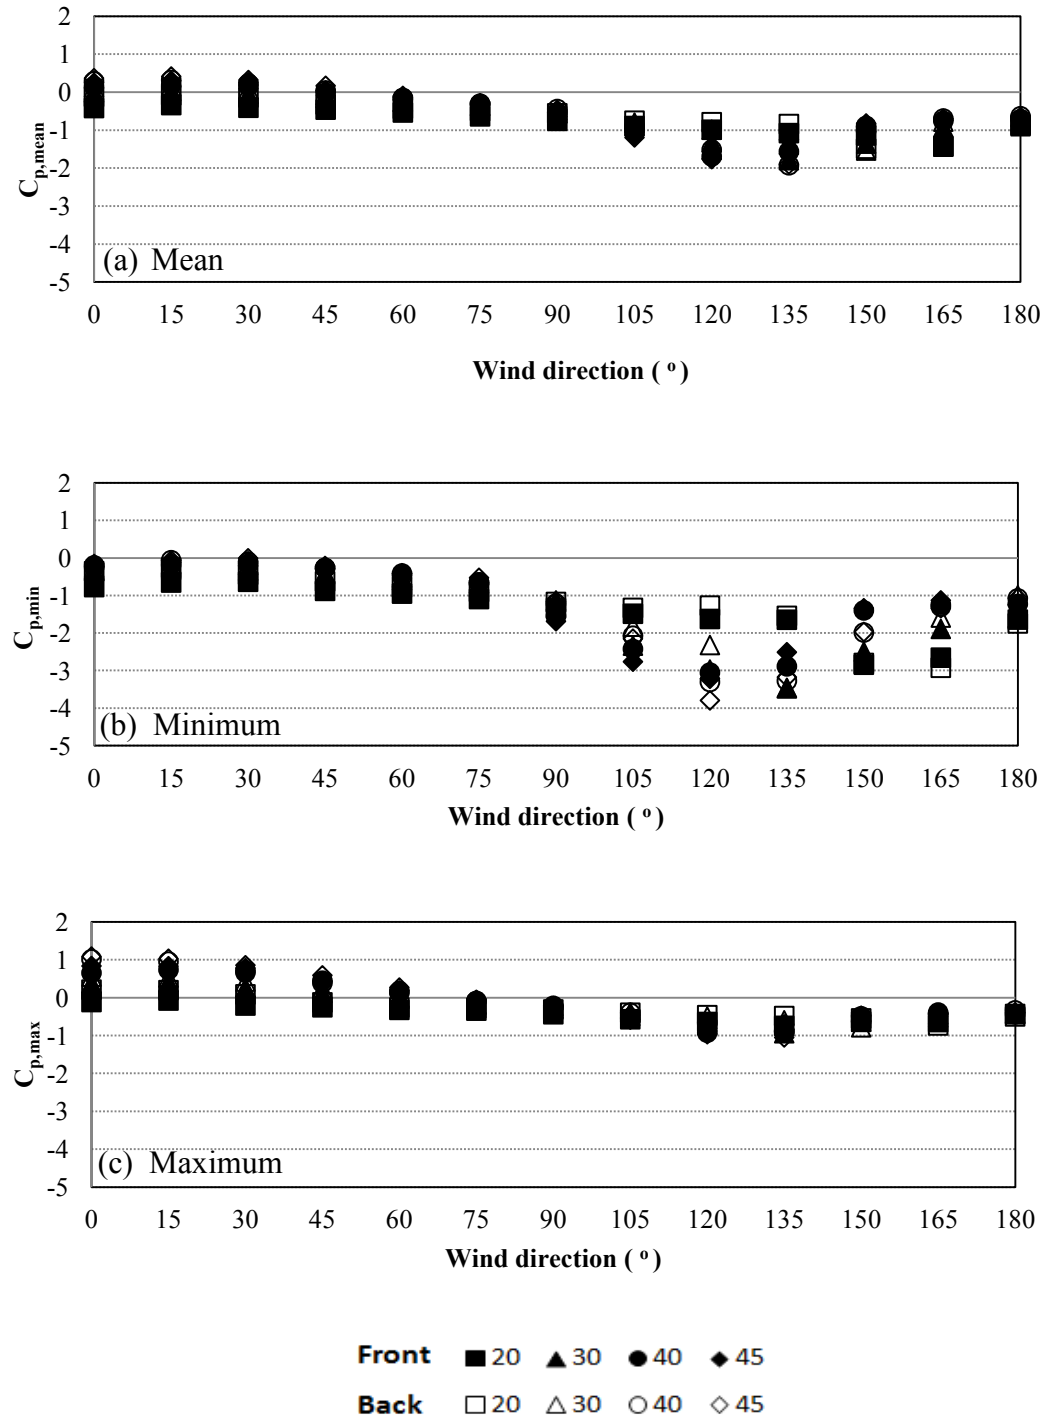 2
1
0
-1
-2
-3
-4
-5
Cp,mean
(a) Mean
0 15 30 45 60 75 90 105 120 135 150 165 180
Wind direction ( o )
2
1
0
-1
-2
-3
-4
-5
Cp,min
(b) Minimum
0 15 30 45 60 75 90 105 120 135 150 165 180
Wind direction ( o )
2
1
0
-1
-2
-3
-4
-5
Cp,max
(c) Maximum
0 15 30 45 60 75 90 105 120 135 150 165 180
Wind direction ( o )
Front 20 30 40 45
Back 20 30 40 45